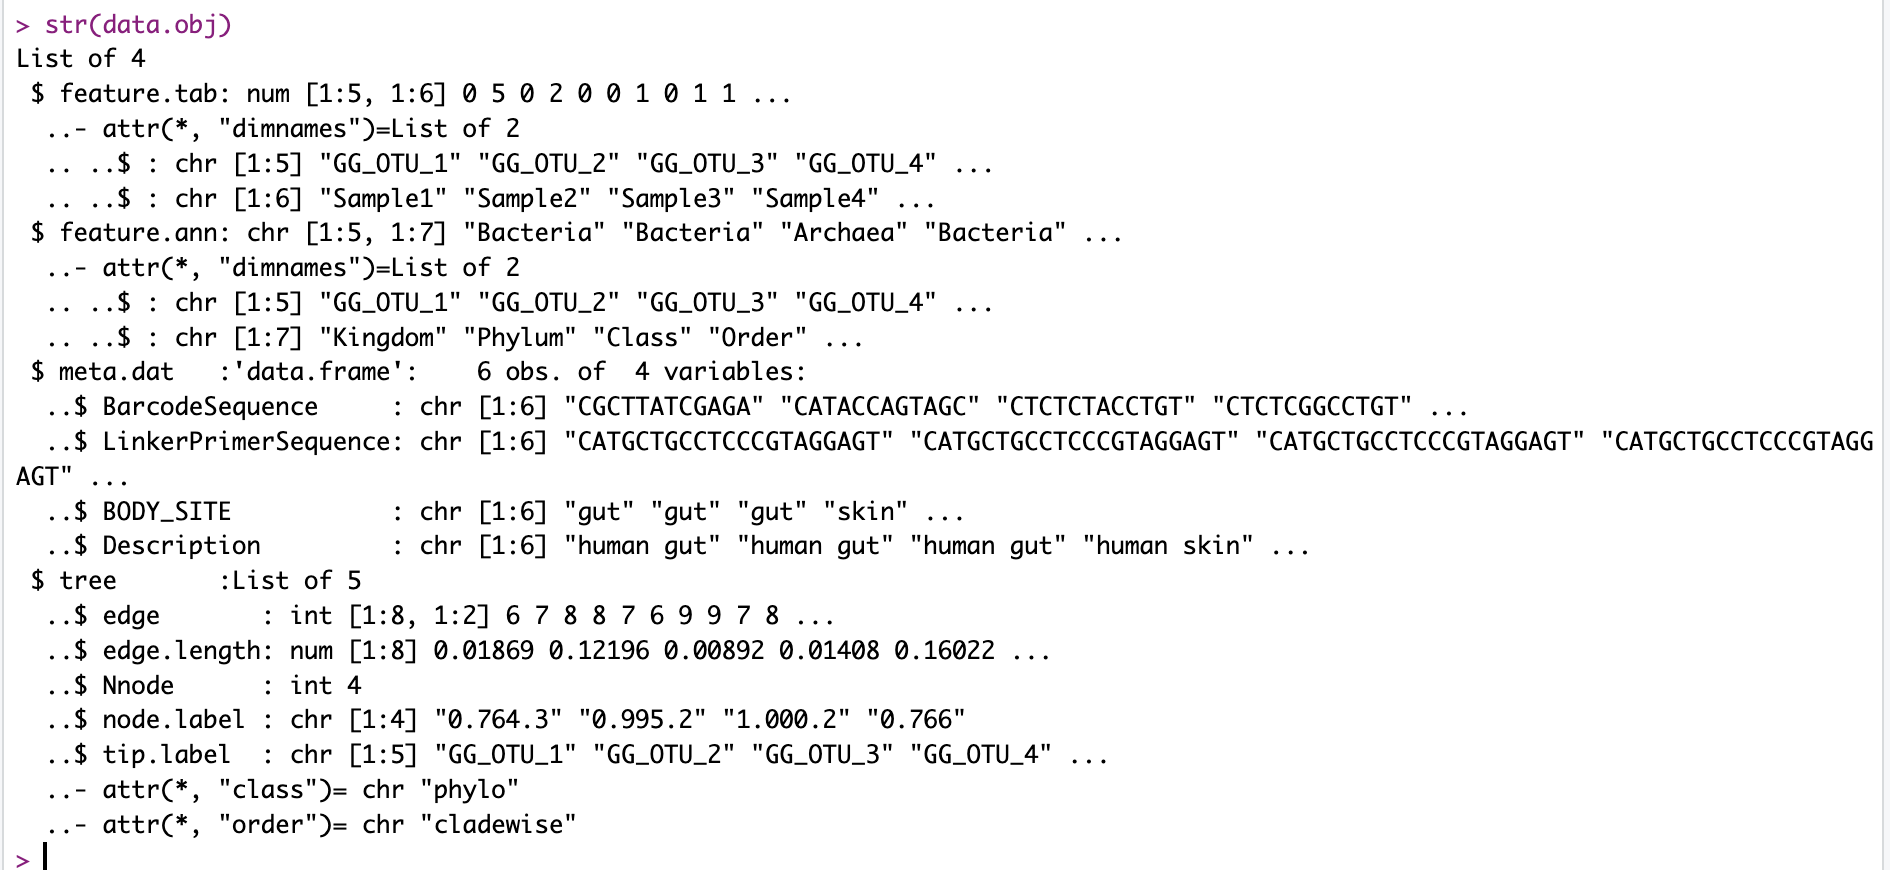 > str(data.obj)
List of 4
 $ feature.tab: num [1:5, 1:6] 0 5 0 2 0 0 1 0 1 1 ...
  ..- attr(*, "dimnames")=List of 2
  .. ..$ : chr [1:5] "GG_OTU_1" "GG_OTU_2" "GG_OTU_3" "GG_OTU_4" ...
  .. ..$ : chr [1:6] "Sample1" "Sample2" "Sample3" "Sample4" ...
 $ feature.ann: chr [1:5, 1:7] "Bacteria" "Bacteria" "Archaea" "Bacteria" ...
  ..- attr(*, "dimnames")=List of 2
  .. ..$ : chr [1:5] "GG_OTU_1" "GG_OTU_2" "GG_OTU_3" "GG_OTU_4" ...
  .. ..$ : chr [1:7] "Kingdom" "Phylum" "Class" "Order" ...
 $ meta.dat   :'data.frame':    6 obs. of  4 variables:
  ..$ BarcodeSequence     : chr [1:6] "CGCTTATCGAGA" "CATACCAGTAGC" "CTCTCTACCTGT" "CTCTCGGCCTGT" ...
  ..$ LinkerPrimerSequence: chr [1:6] "CATGCTGCCTCCCGTAGGAGT" "CATGCTGCCTCCCGTAGGAGT" "CATGCTGCCTCCCGTAGGAGT" "CATGCTGCCTCCCGTAGG
AGT" ...
  ..$ BODY_SITE           : chr [1:6] "gut" "gut" "gut" "skin" ...
  ..$ Description         : chr [1:6] "human gut" "human gut" "human gut" "human skin" ...
 $ tree       :List of 5
  ..$ edge       : int [1:8, 1:2] 6 7 8 8 7 6 9 9 7 8 ...
  ..$ edge.length: num [1:8] 0.01869 0.12196 0.00892 0.01408 0.16022 ...
  ..$ Nnode      : int 4
  ..$ node.label : chr [1:4] "0.764.3" "0.995.2" "1.000.2" "0.766"
  ..$ tip.label  : chr [1:5] "GG_OTU_1" "GG_OTU_2" "GG_OTU_3" "GG_OTU_4" ...
  ..- attr(*, "class")= chr "phylo"
  ..- attr(*, "order")= chr "cladewise"
>